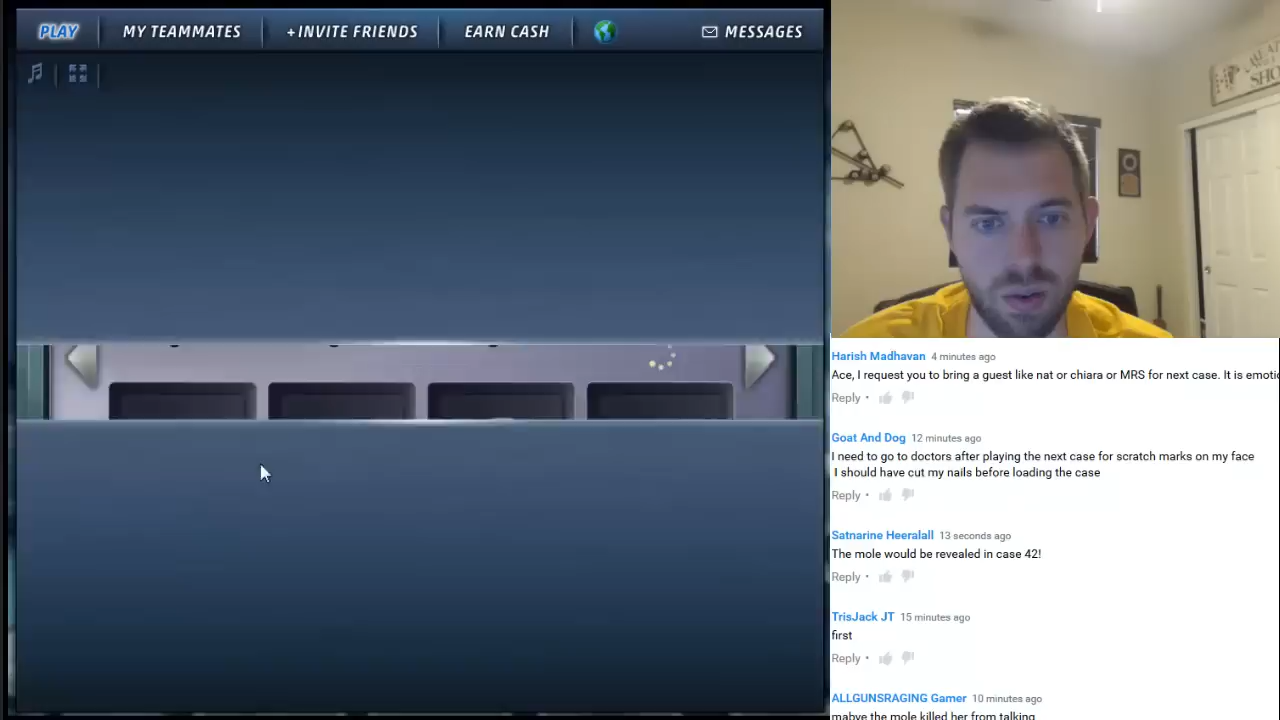 PLAY
MY TEAMMATES
+INVITE FRIENDS
EARN CASH
MESSAGES
Harish Madhavan 4 minutes ago
Ace, I request you to bring a guest like nat or chiara or MRS for next case. It is emotic
Reply •
Goat And Dog 12 minutes ago
I need to go to doctors after playing the next case for scratch marks on my face
I should have cut my nails before loading the case
Reply •
Satnarine Heeralall 13 seconds ago
The mole would be revealed in case 42!
Reply •
TrisJack JT 15 minutes ago
first
Reply •
ALLGUNSRAGING Gamer 10 minutes ago
mabye the mole killed her from talking